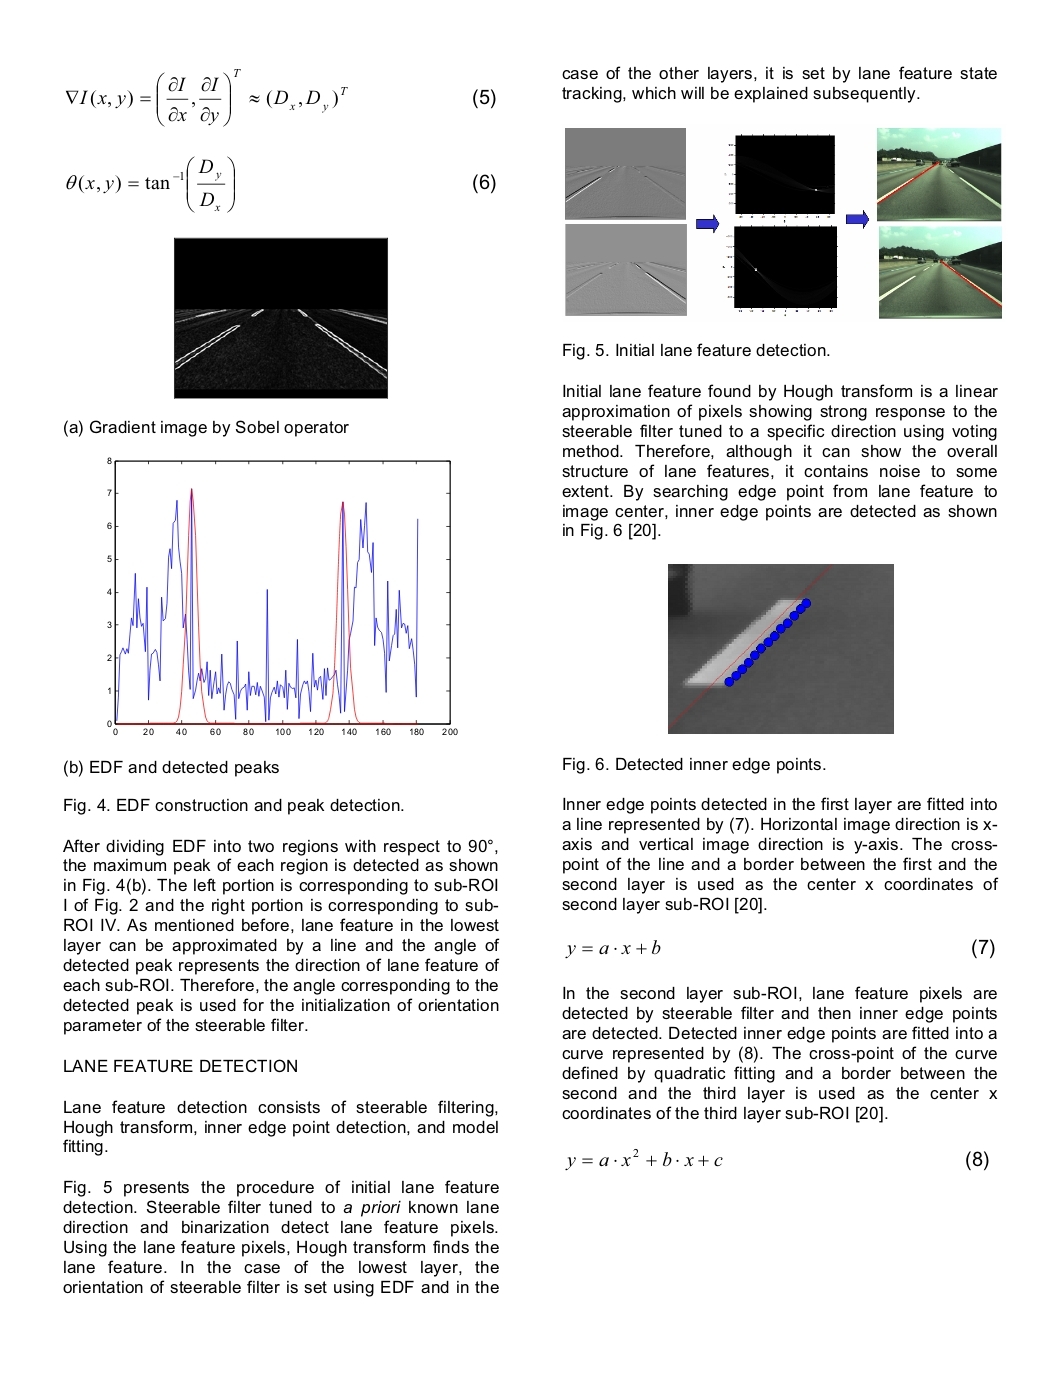 ∇I(x, y) = (∂I/∂x, ∂I/∂y)^T ≈ (D_x, D_y)^T (5)
θ(x, y) = tan^-1(D_y/D_x) (6)
(a) Gradient image by Sobel operator
8
7
6
5
4
3
2
1
0
0 20 40 60 80 100 120 140 160 180 200
(b) EDF and detected peaks
Fig. 4. EDF construction and peak detection.
After dividing EDF into two regions with respect to 90°,
the maximum peak of each region is detected as shown
in Fig. 4(b). The left portion is corresponding to sub-ROI
I of Fig. 2 and the right portion is corresponding to sub-
ROI IV. As mentioned before, lane feature in the lowest
layer can be approximated by a line and the angle of
detected peak represents the direction of lane feature of
each sub-ROI. Therefore, the angle corresponding to the
detected peak is used for the initialization of orientation
parameter of the steerable filter.
LANE FEATURE DETECTION
Lane feature detection consists of steerable filtering,
Hough transform, inner edge point detection, and model
fitting.
Fig. 5 presents the procedure of initial lane feature
detection. Steerable filter tuned to a priori known lane
direction and binarization detect lane feature pixels.
Using the lane feature pixels, Hough transform finds the
lane feature. In the case of the lowest layer, the
orientation of steerable filter is set using EDF and in the
case of the other layers, it is set by lane feature state
tracking, which will be explained subsequently.
Fig. 5. Initial lane feature detection.
Initial lane feature found by Hough transform is a linear
approximation of pixels showing strong response to the
steerable filter tuned to a specific direction using voting
method. Therefore, although it can show the overall
structure of lane features, it contains noise to some
extent. By searching edge point from lane feature to
image center, inner edge points are detected as shown
in Fig. 6 [20].
Fig. 6. Detected inner edge points.
Inner edge points detected in the first layer are fitted into
a line represented by (7). Horizontal image direction is x-
axis and vertical image direction is y-axis. The cross-
point of the line and a border between the first and the
second layer is used as the center x coordinates of
second layer sub-ROI [20].
y = a · x + b (7)
In the second layer sub-ROI, lane feature pixels are
detected by steerable filter and then inner edge points
are detected. Detected inner edge points are fitted into a
curve represented by (8). The cross-point of the curve
defined by quadratic fitting and a border between the
second and the third layer is used as the center x
coordinates of the third layer sub-ROI [20].
y = a · x² + b · x + c (8)